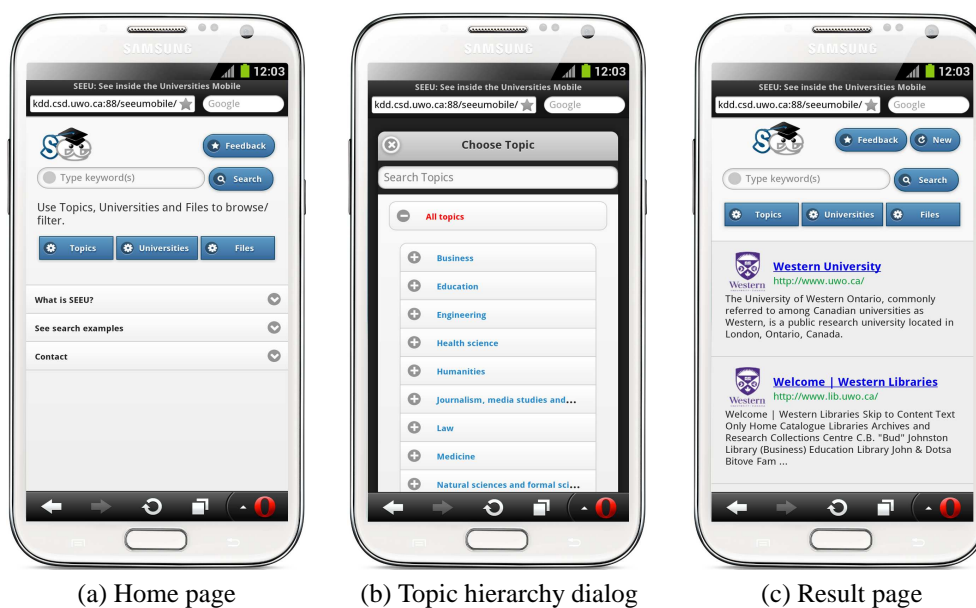 SAMSUNG
12:03
SEEU: See inside the Universities Mobile
kdd.csd.uwo.ca:88/seeumobile/
Google
Feedback
Type keyword(s)
Search
Use Topics, Universities and Files to browse/
filter.
Topics
Universities
Files
What is SEEU?
See search examples
Contact
(a) Home page
SAMSUNG
12:03
SEEU: See inside the Universities Mobile
kdd.csd.uwo.ca:88/seeumobile/
Google
Choose Topic
Search Topics
All topics
Business
Education
Engineering
Health science
Humanities
Journalism, media studies and...
Law
Medicine
Natural sciences and formal sci...
(b) Topic hierarchy dialog
SAMSUNG
12:03
SEEU: See inside the Universities Mobile
kdd.csd.uwo.ca:88/seeumobile/
Google
Feedback
New
Type keyword(s)
Search
Topics
Universities
Files
Western
Western University
http://www.uwo.ca/
The University of Western Ontario, commonly
referred to among Canadian universities as
Western, is a public research university located in
London, Ontario, Canada.
Western
Welcome | Western Libraries
http://www.lib.uwo.ca/
Welcome | Western Libraries Skip to Content Text
Only Home Catalogue Libraries Archives and
Research Collections Centre C.B. "Bud" Johnston
Library (Business) Education Library John & Dotsa
Bitove Fam ...
(c) Result page